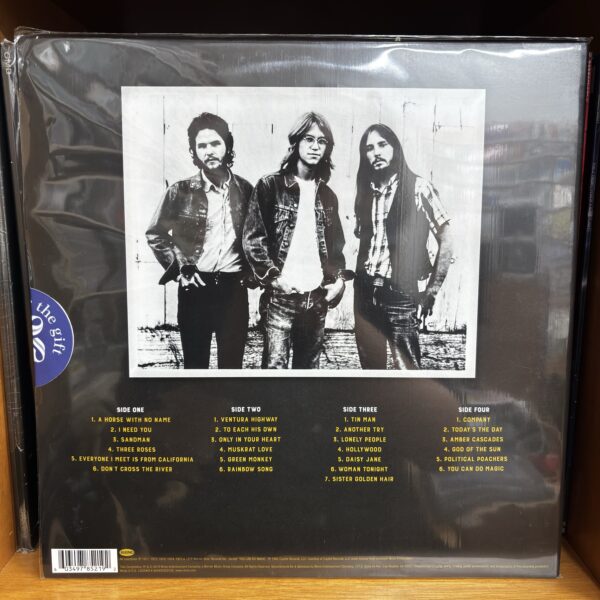 the gift
SIDE ONE
1. A HORSE WITH NO NAME
2. I NEED YOU
3. SANDMAN
4. THREE ROSES
5. EVERYONE I MEET IS FROM CALIFORNIA
6. DON'T CROSS THE RIVER
SIDE TWO
1. VENTURA HIGHWAY
2. TO EACH HIS OWN
3. ONLY IN YOUR HEART
4. MUSKRAT LOVE
5. GREEN MONKEY
6. RAINBOW SONG
SIDE THREE
1. TIN MAN
2. ANOTHER TRY
3. LONELY PEOPLE
4. HOLLYWOOD
5. DAISY JANE
6. WOMAN TONIGHT
7. SISTER GOLDEN HAIR
SIDE FOUR
1. COMPANY
2. TODAY'S THE DAY
3. AMBER CASCADES
4. GOD OF THE SUN
5. POLITICAL POACHERS
6. YOU CAN DO MAGIC
03497 85219